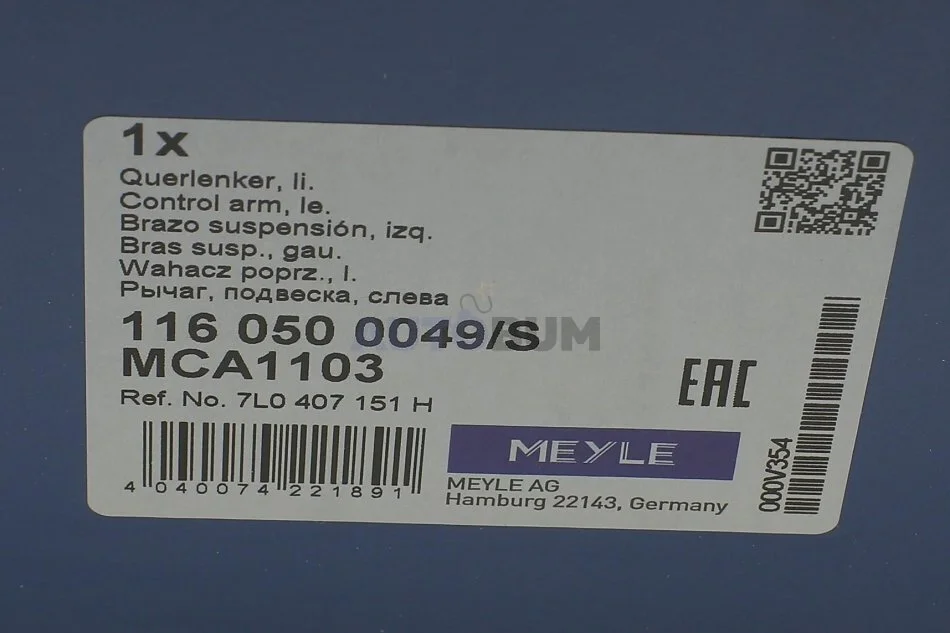 1x
Querlenker, li.
Control arm, le.
Brazo suspensión, izq.
Bras susp., gau.
Wahacz poprz., l.
Рычаг, подвеска, слева
116 050 0049/S
MCA1103
Ref. No. 7L0 407 151 H
4 040074 221891
MEYLE
MEYLE AG
Hamburg 22143, Germany
EAC
000V354
AUTOBUM